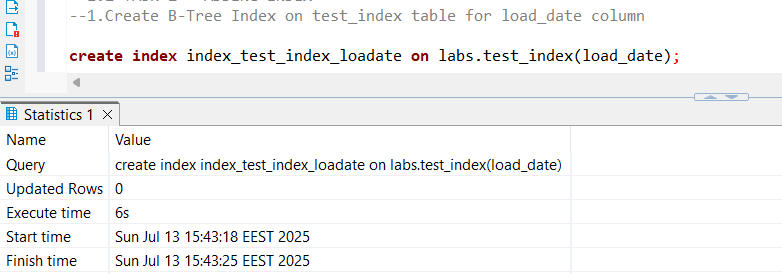 --1.Create B-Tree Index on test_index table for load_date column
create index index_test_index_loadate on labs.test_index(load_date);
Statistics 1
Name Value
Query create index index_test_index_loadate on labs.test_index(load_date)
Updated Rows 0
Execute time 6s
Start time Sun Jul 13 15:43:18 EEST 2025
Finish time Sun Jul 13 15:43:25 EEST 2025